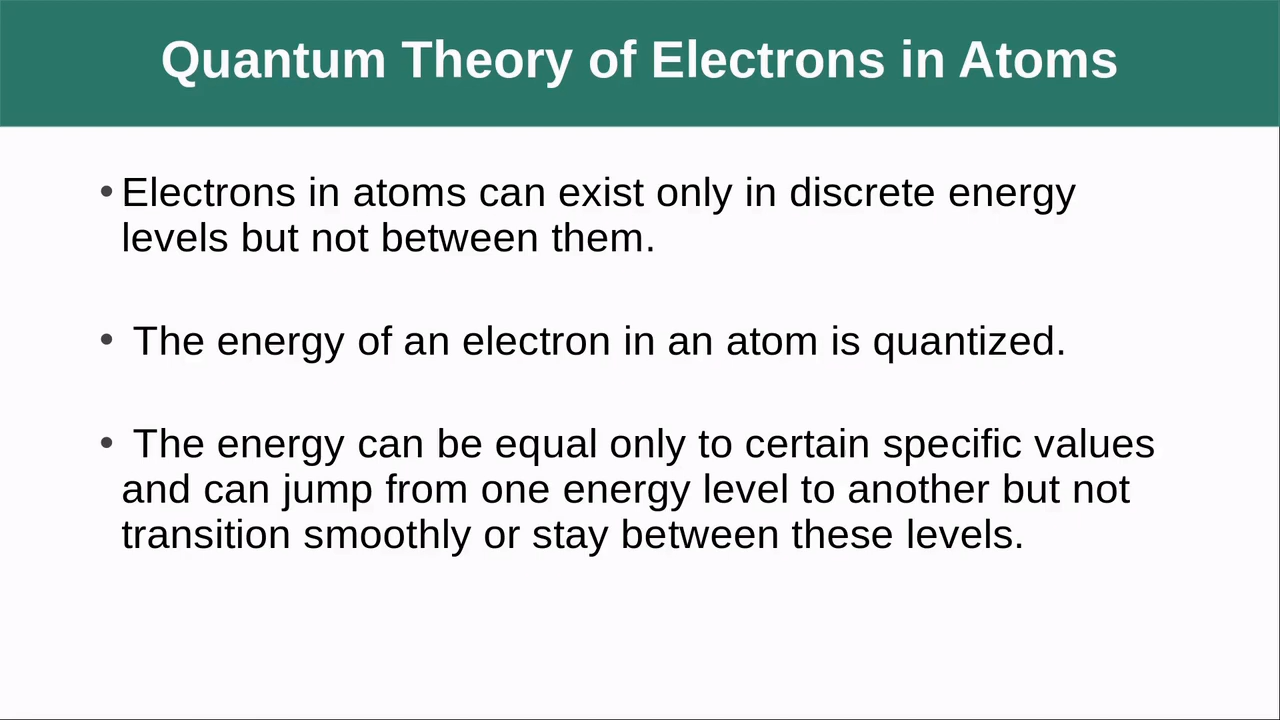 Quantum Theory of Electrons in Atoms
•Electrons in atoms can exist only in discrete energy
levels but not between them.
• The energy of an electron in an atom is quantized.
• The energy can be equal only to certain specific values
and can jump from one energy level to another but not
transition smoothly or stay between these levels.